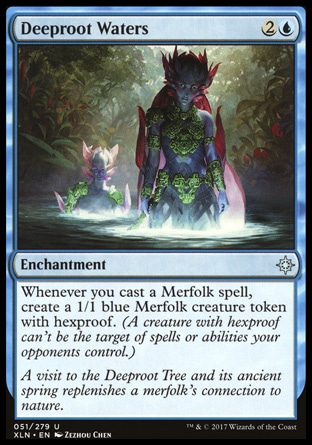 Deeproot Waters 2
Enchantment
Whenever you cast a Merfolk spell,
create a 1/1 blue Merfolk creature token
with hexproof. (A creature with hexproof
can't be the target of spells or abilities your
opponents control.)
A visit to the Deeproot Tree and its ancient
spring replenishes a merfolk's connection to
nature.
051/279 U
XLN • EN Zezhou Chen
™ & © 2017 Wizards of the Coast